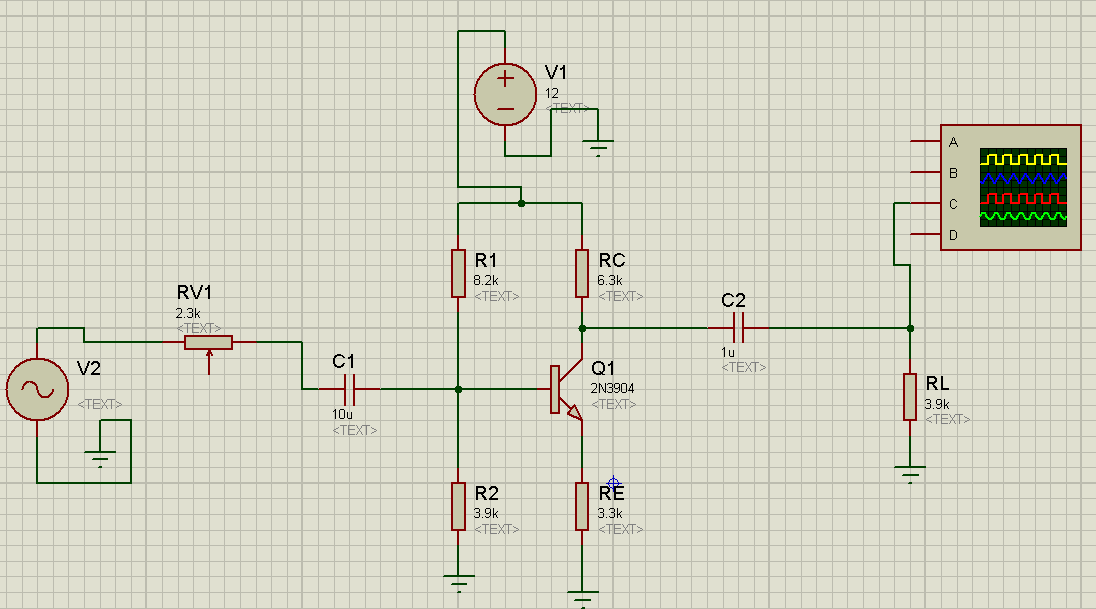 V1
12
<TEXT>
A
B
C
D
R1
8.2k
<TEXT>
RC
6.3k
<TEXT>
RV1
2.3k
<TEXT>
C2
1u
<TEXT>
V2
<TEXT>
C1
10u
<TEXT>
Q1
2N3904
<TEXT>
RL
3.9k
<TEXT>
R2
3.9k
<TEXT>
RE
3.3k
<TEXT>